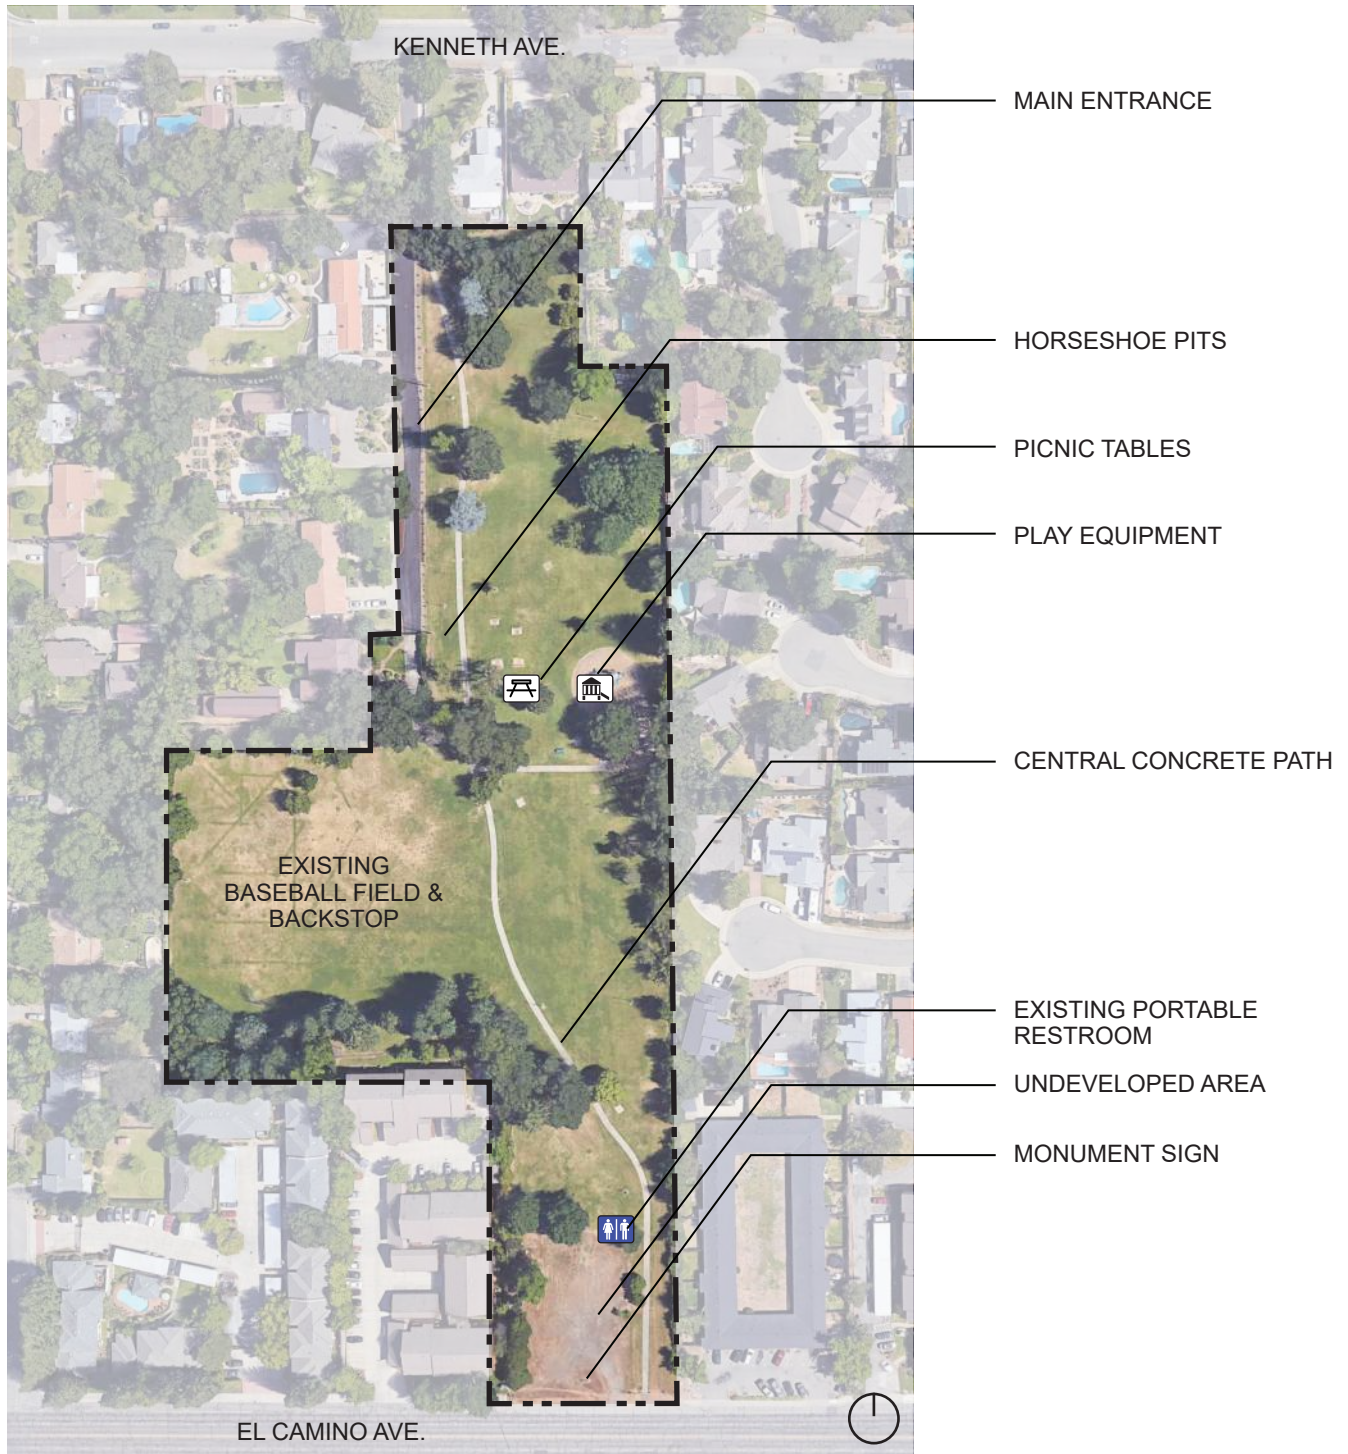 KENNETH AVE.
MAIN ENTRANCE
HORSESHOE PITS
PICNIC TABLES
PLAY EQUIPMENT
CENTRAL CONCRETE PATH
EXISTING
BASEBALL FIELD &
BACKSTOP
EXISTING PORTABLE
RESTROOM
UNDEVELOPED AREA
MONUMENT SIGN
EL CAMINO AVE.